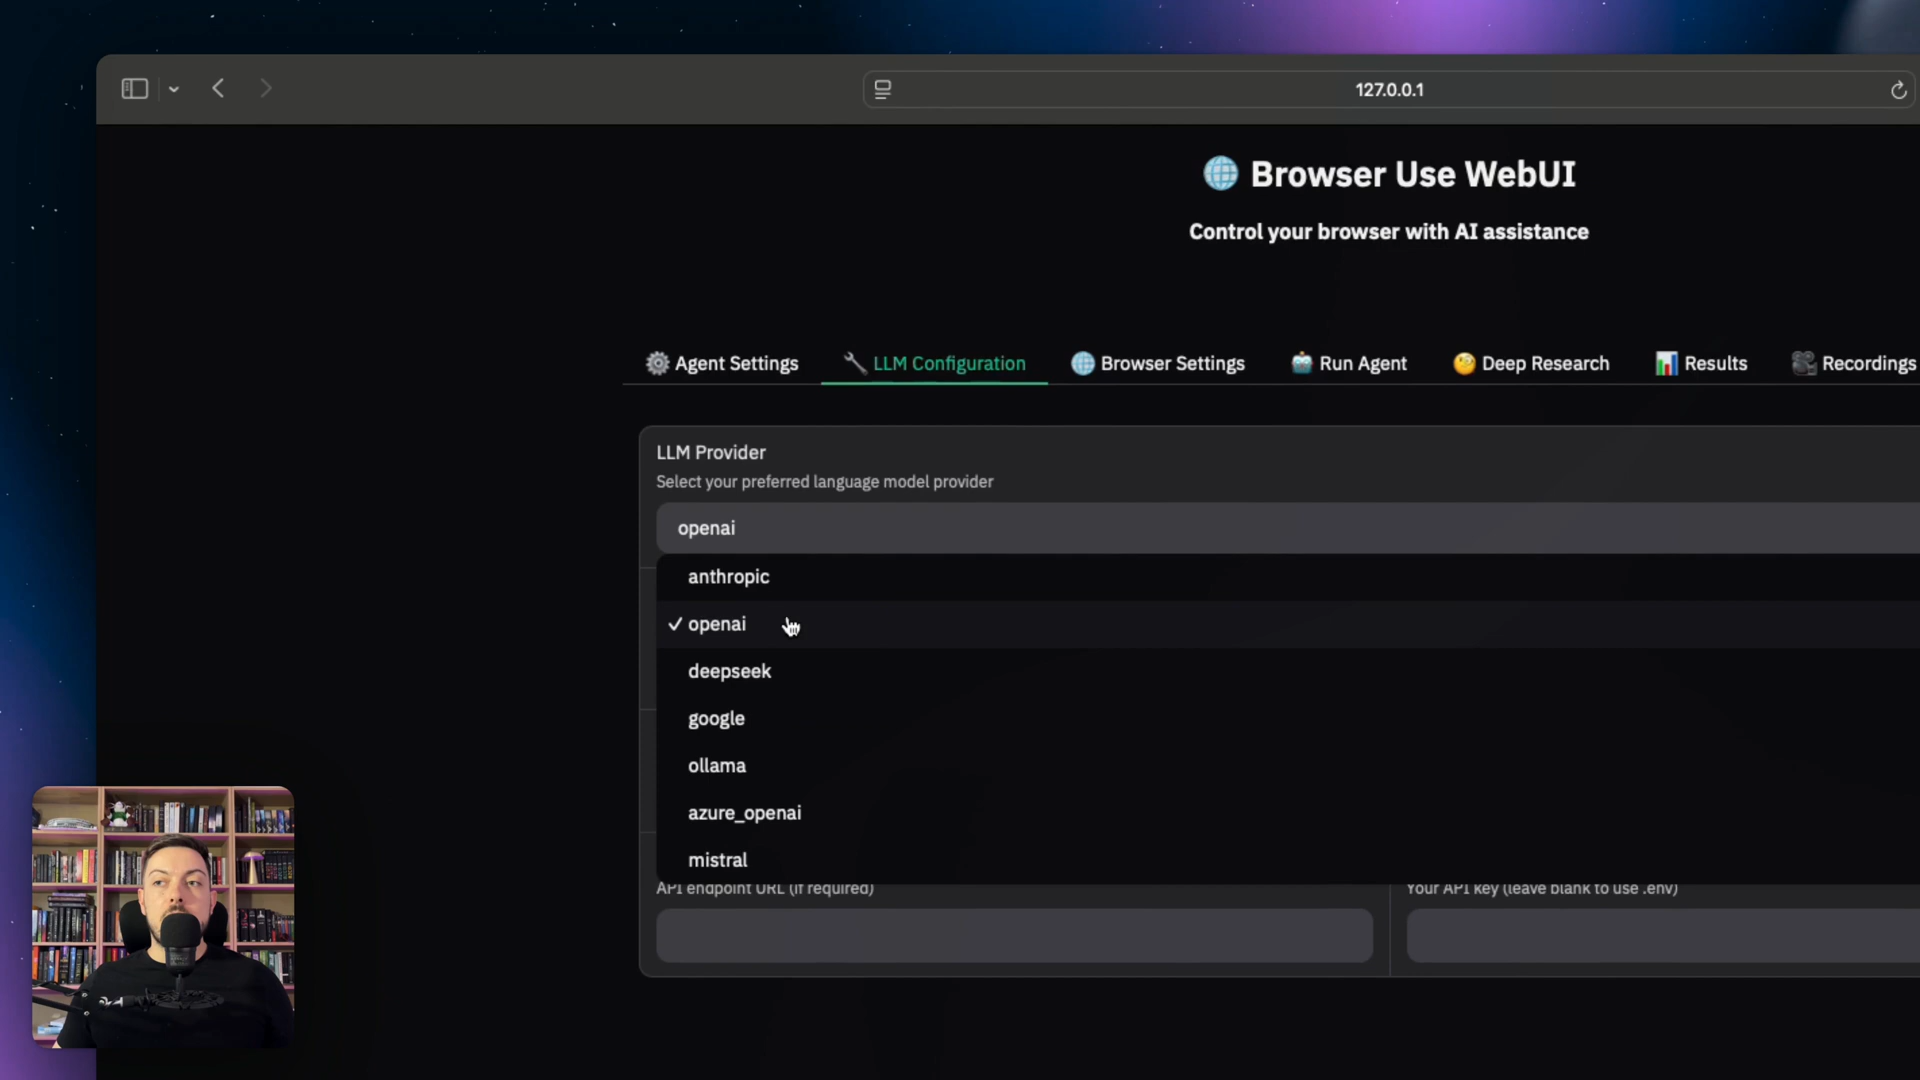 127.0.0.1
🌐 Browser Use WebUI
Control your browser with AI assistance
⚙️ Agent Settings
🔧 LLM Configuration
🌐 Browser Settings
🤖 Run Agent
🧐 Deep Research
📊 Results
🎥 Recordings
LLM Provider
Select your preferred language model provider
openai
anthropic
✓ openai
deepseek
google
ollama
azure_openai
mistral
API endpoint URL (if required)
Your API key (leave blank to use .env)